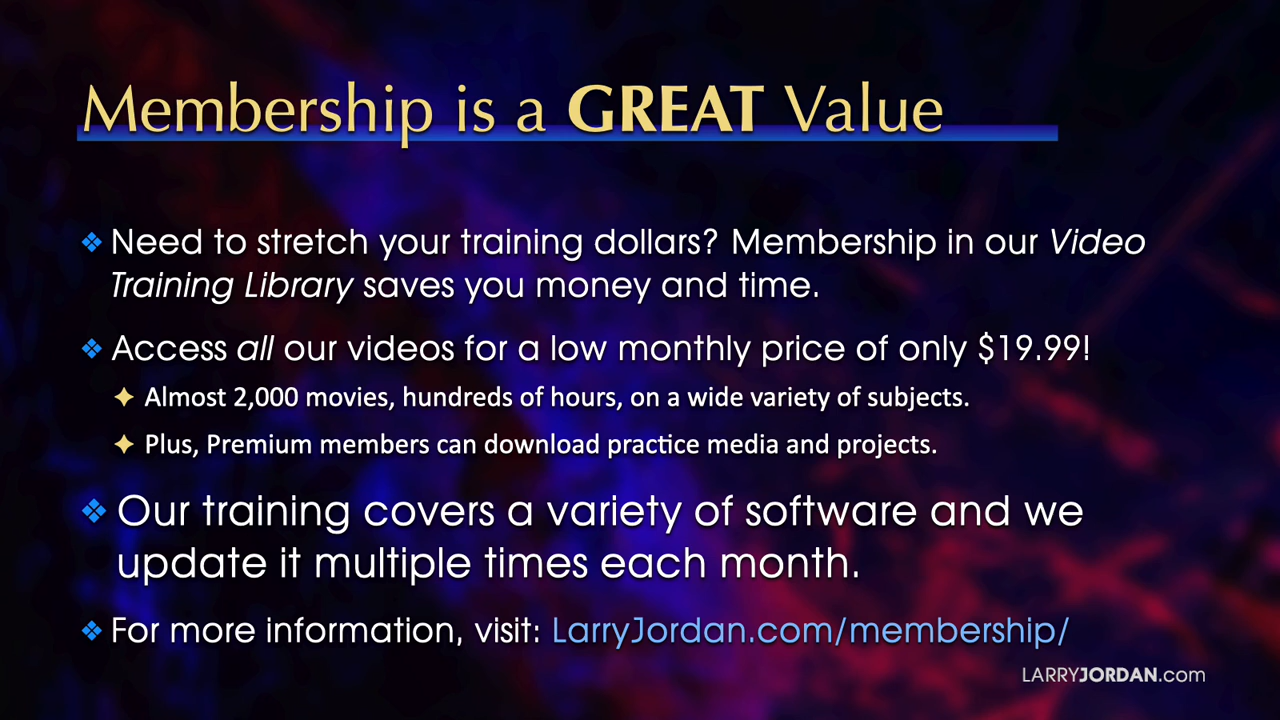 Membership is a GREAT Value
Need to stretch your training dollars? Membership in our Video
Training Library saves you money and time.
Access all our videos for a low monthly price of only $19.99!
Almost 2,000 movies, hundreds of hours, on a wide variety of subjects.
Plus, Premium members can download practice media and projects.
Our training covers a variety of software and we
update it multiple times each month.
For more information, visit: LarryJordan.com/membership/
LARRYJORDAN.com